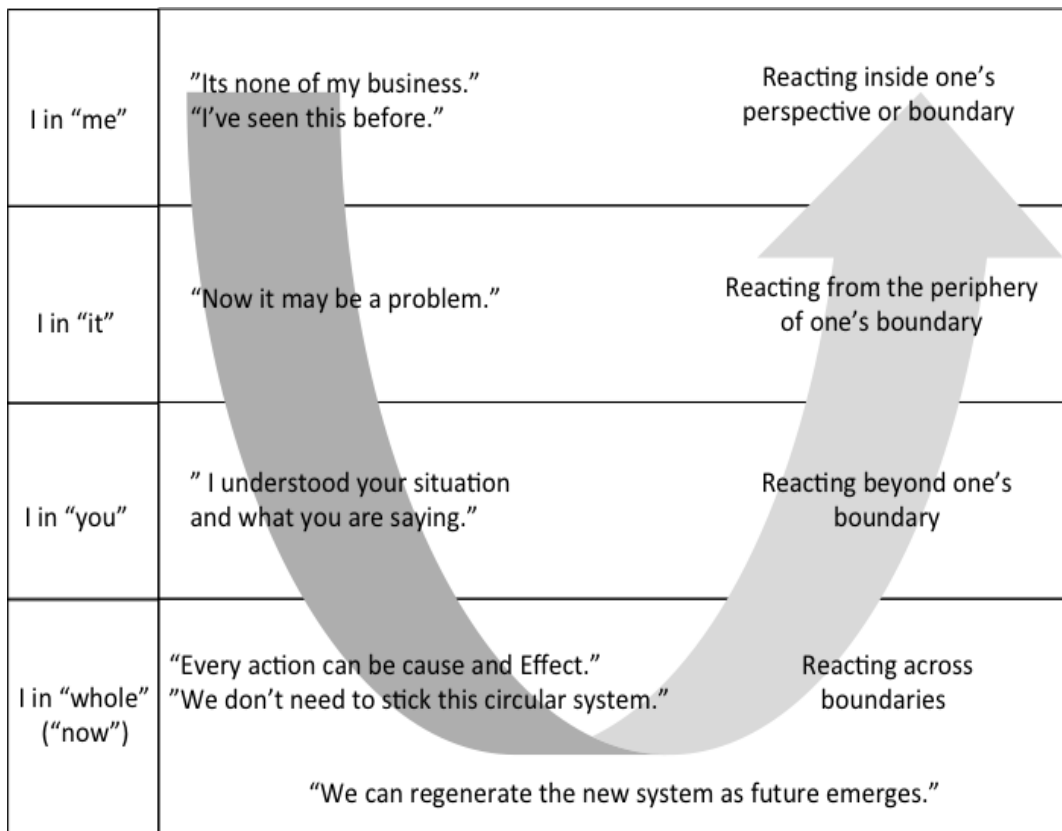 I in “me”
”Its none of my business.”
“I’ve seen this before.”
Reacting inside one’s
perspective or boundary
I in “it”
“Now it may be a problem.”
Reacting from the periphery
of one’s boundary
I in “you”
” I understood your situation
and what you are saying.”
Reacting beyond one’s
boundary
I in “whole”
(“now”)
“Every action can be cause and Effect.”
”We don’t need to stick this circular system.”
Reacting across
boundaries
“We can regenerate the new system as future emerges.”